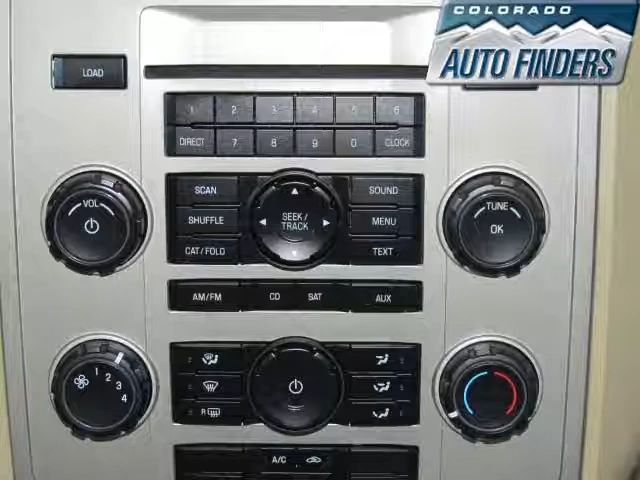 COLORADO
AUTO FINDERS
LOAD
1 2 3 4 5 6
DIRECT 7 8 9 0 CLOCK
VOL
SCAN
SHUFFLE
CAT/FOLD
SEEK/
TRACK
SOUND
MENU
TEXT
TUNE
OK
AM/FM CD SAT AUX
1 2 3 4
R
A/C